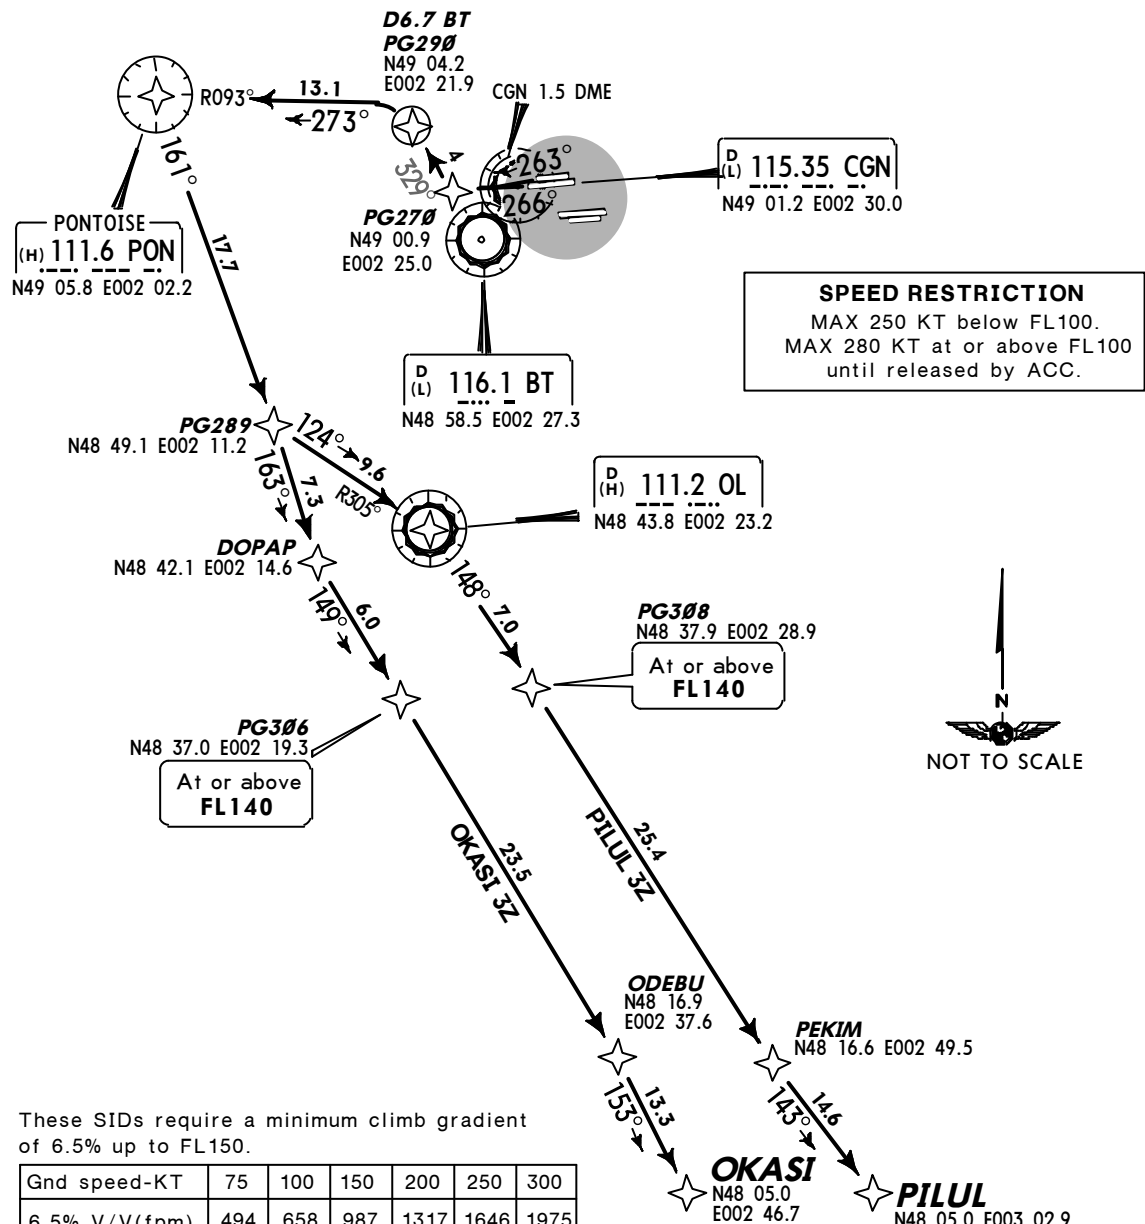 D6.7 BT
PG29Ø
N49 04.2
E002 21.9
CGN 1.5 DME
R093°
13.1
273°
161°
329°
4
263°
266°
D
(L) 115.35 CGN
N49 01.2 E002 30.0
PONTOISE
(H) 111.6 PON
N49 05.8 E002 02.2
PG27Ø
N49 00.9
E002 25.0
17.7
SPEED RESTRICTION
MAX 250 KT below FL100.
MAX 280 KT at or above FL100
until released by ACC.
D
(L) 116.1 BT
N48 58.5 E002 27.3
PG289
N48 49.1 E002 11.2
124°
9.6
R305°
163°
7.3
D
(H) 111.2 OL
N48 43.8 E002 23.2
DOPAP
N48 42.1 E002 14.6
149°
6.0
148°
7.0
PG3Ø8
N48 37.9 E002 28.9
At or above
FL140
PG3Ø6
N48 37.0 E002 19.3
At or above
FL140
N
NOT TO SCALE
OKASI 3Z
23.5
PILUL 3Z
25.4
ODEBU
N48 16.9
E002 37.6
PEKIM
N48 16.6 E002 49.5
153°
13.3
143°
14.6
OKASI
N48 05.0
E002 46.7
PILUL
N48 05.0 E003 02.9
These SIDs require a minimum climb gradient
of 6.5% up to FL150.
Gnd speed-KT 75 100 150 200 250 300
6.5% V/V(fpm) 494 658 987 1317 1646 1975